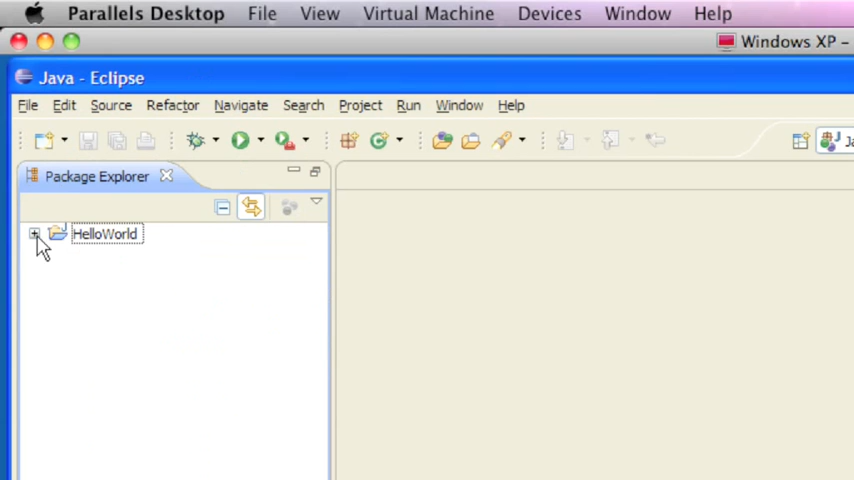 Parallels Desktop File View Virtual Machine Devices Window Help
Windows XP –
Java - Eclipse
File Edit Source Refactor Navigate Search Project Run Window Help
Ja
Package Explorer
HelloWorld